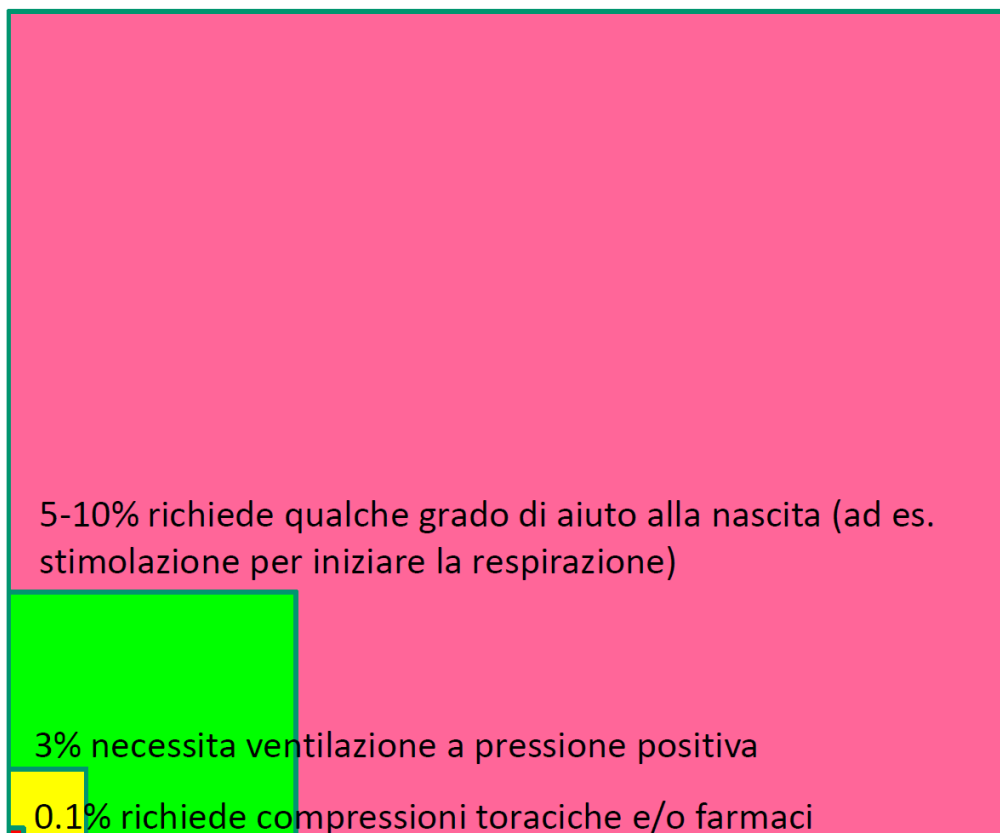 5-10% richiede qualche grado di aiuto alla nascita (ad es.
stimolazione per iniziare la respirazione)
3% necessita ventilazione a pressione positiva
0.1% richiede compressioni toraciche e/o farmaci